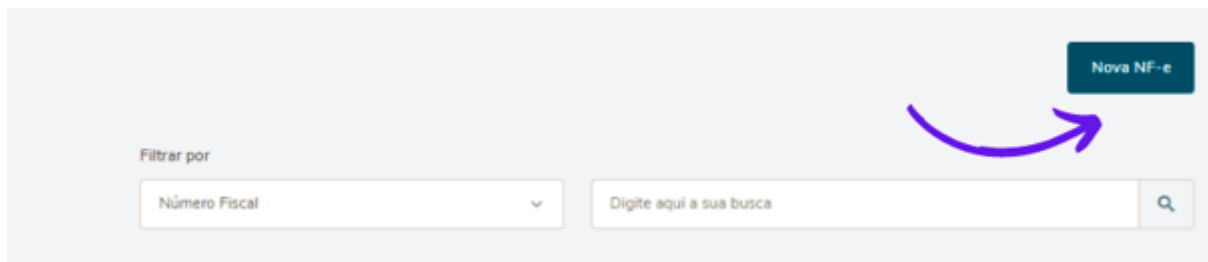 Nova NF-e
Filtrar por
Número Fiscal
Digite aqui a sua busca